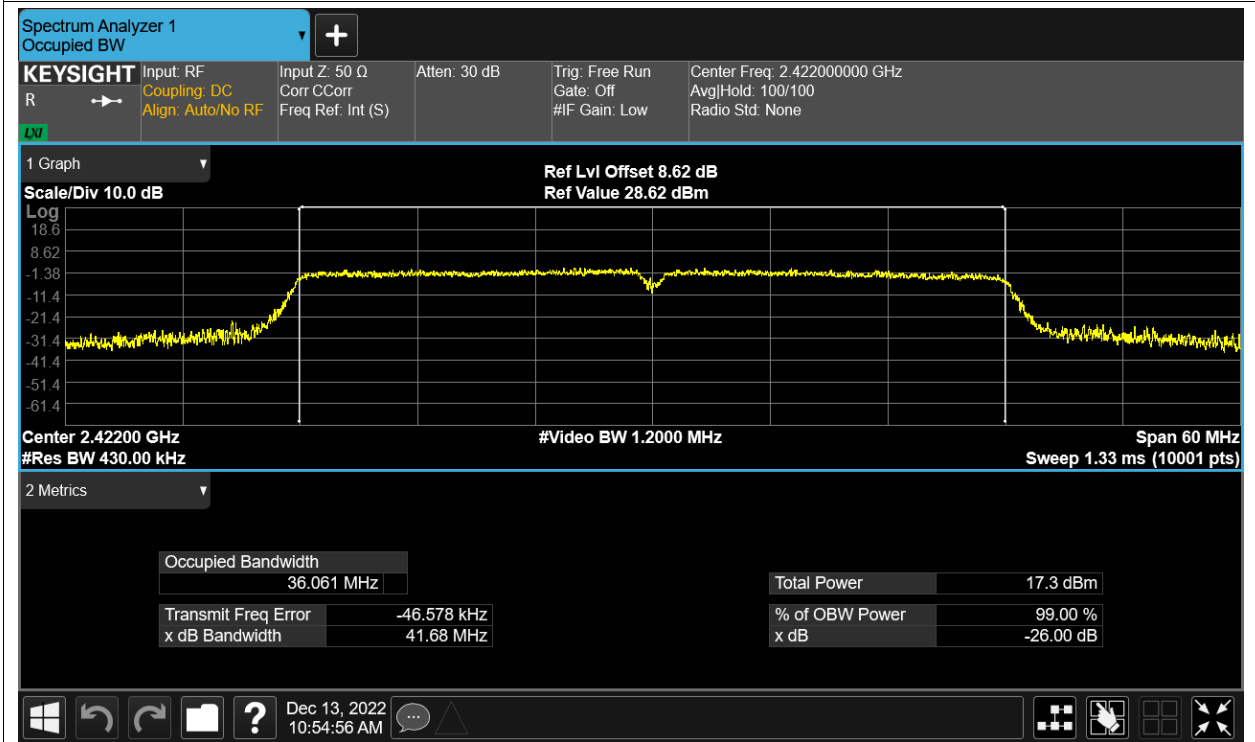 Spectrum Analyzer 1
Occupied BW
KEYSIGHT
R
LXI
Input: RF
Coupling: DC
Align: Auto/No RF
Input Z: 50 Ω
Corr CCorr
Freq Ref: Int (S)
Atten: 30 dB
Trig: Free Run
Gate: Off
#IF Gain: Low
Center Freq: 2.422000000 GHz
Avg|Hold: 100/100
Radio Std: None
1 Graph
Scale/Div 10.0 dB
Ref Lvl Offset 8.62 dB
Ref Value 28.62 dBm
Log
18.6
8.62
-1.38
-11.4
-21.4
-31.4
-41.4
-51.4
-61.4
Center 2.42200 GHz
#Res BW 430.00 kHz
#Video BW 1.2000 MHz
Span 60 MHz
Sweep 1.33 ms (10001 pts)
2 Metrics
Occupied Bandwidth
36.061 MHz
Transmit Freq Error -46.578 kHz
x dB Bandwidth 41.68 MHz
Total Power 17.3 dBm
% of OBW Power 99.00 %
x dB -26.00 dB
?
Dec 13, 2022
10:54:56 AM